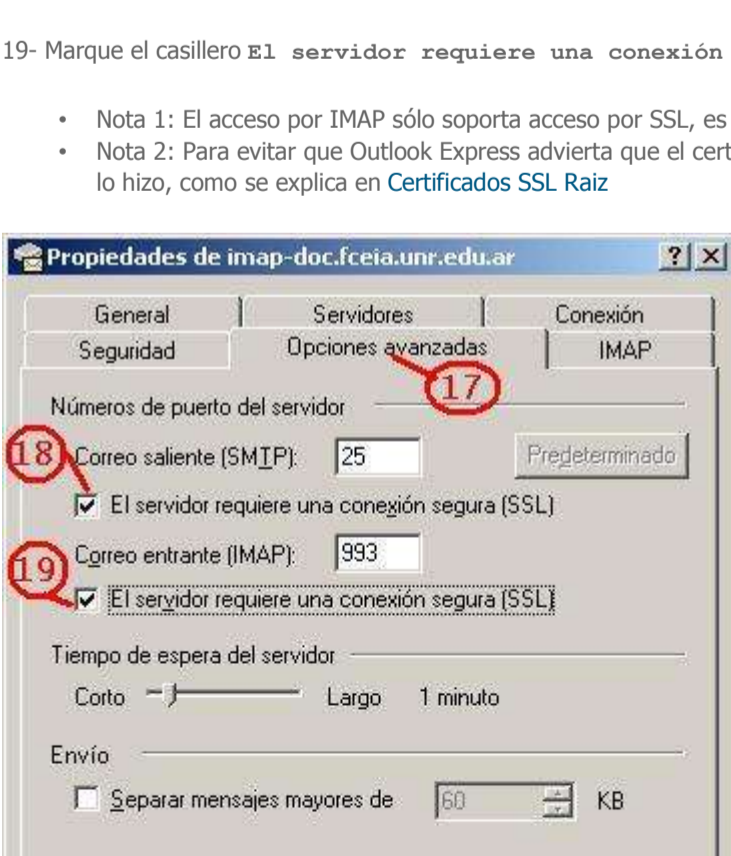 19- Marque el casillero El servidor requiere una conexión
• Nota 1: El acceso por IMAP sólo soporta acceso por SSL, es
• Nota 2: Para evitar que Outlook Express advierta que el cert
lo hizo, como se explica en Certificados SSL Raiz
Propiedades de imap-doc.fceia.unr.edu.ar
General Servidores Conexión
Seguridad Opciones avanzadas IMAP
17
Números de puerto del servidor
18 Correo saliente (SMTP): 25 Predeterminado
El servidor requiere una conexión segura (SSL)
19 Correo entrante (IMAP): 993
El servidor requiere una conexión segura (SSL)
Tiempo de espera del servidor
Corto Largo 1 minuto
Envío
Separar mensajes mayores de 60 KB